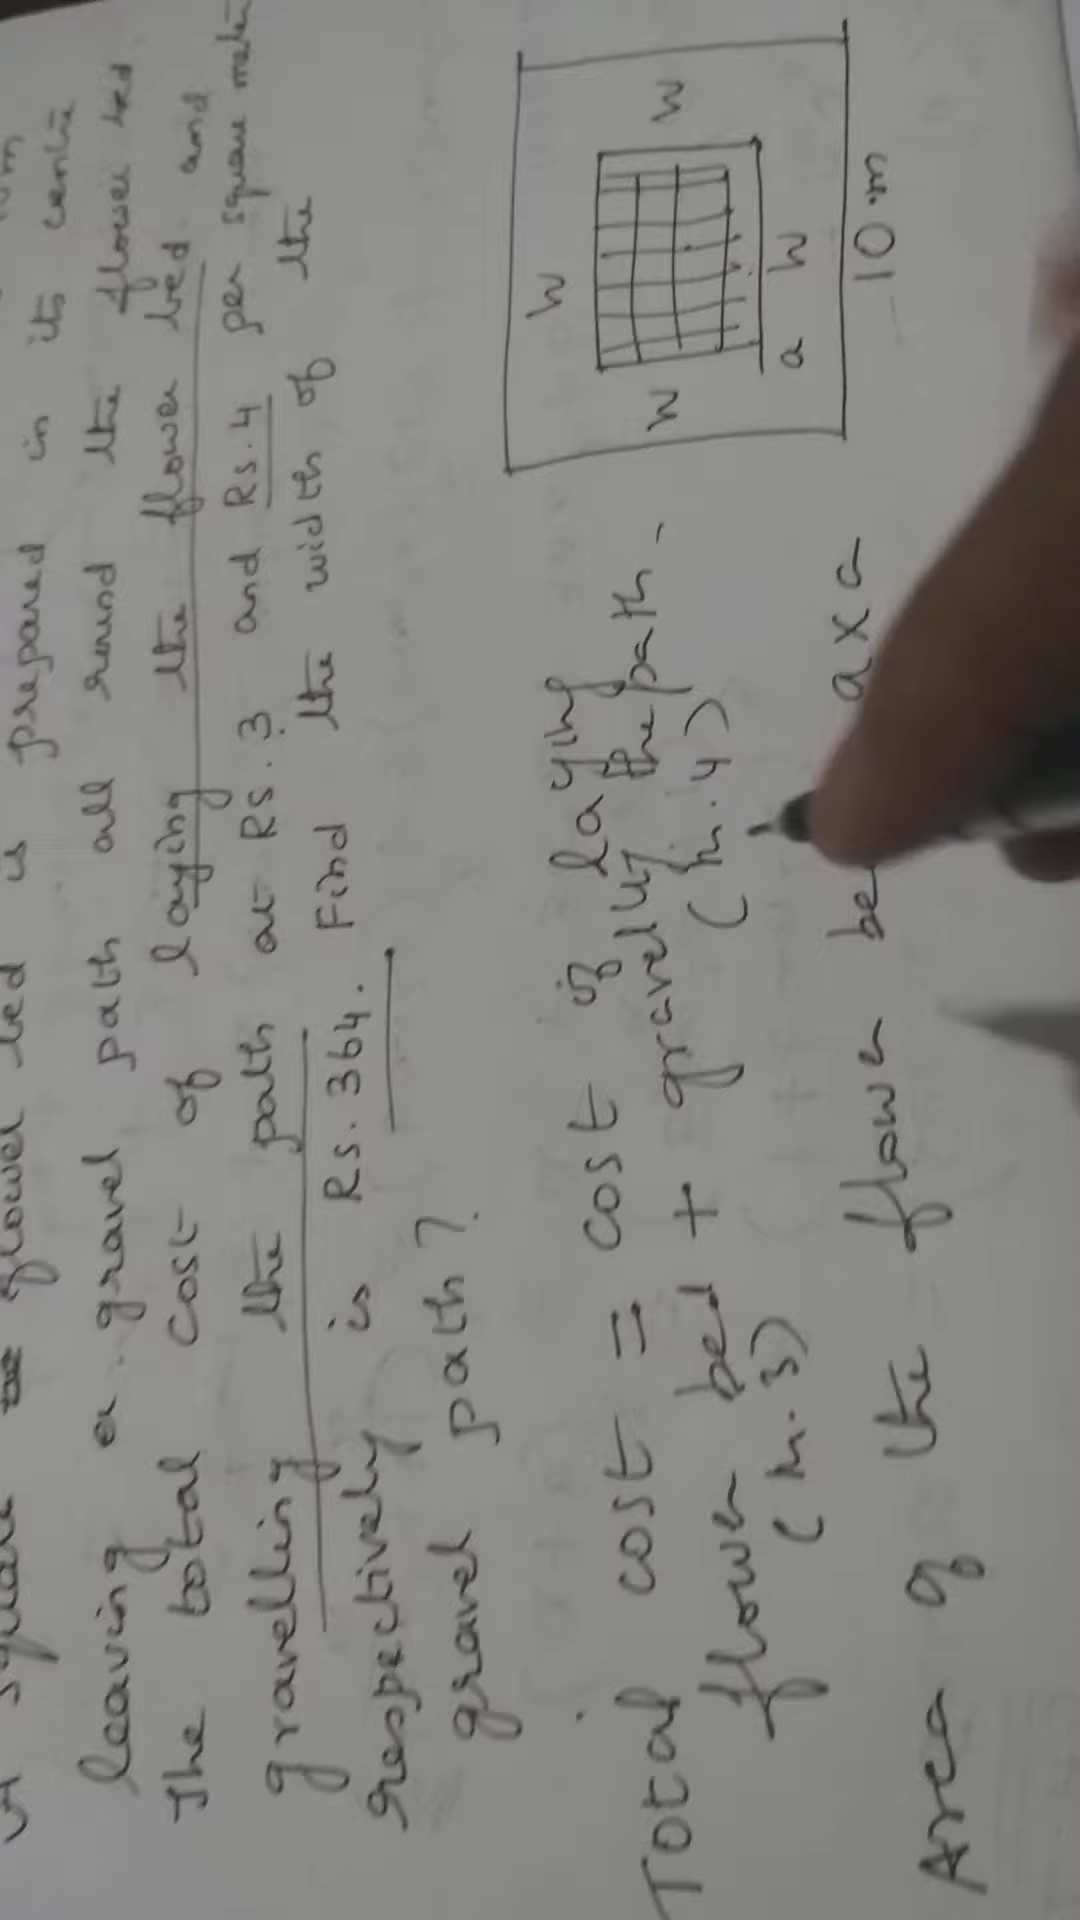 square flower bed is prepared in its centre
leaving a gravel path all round the flower bed
The total cost of laying the flower bed and
gravelling the path at Rs.3 and Rs.4 per square
respectively is Rs.364. Find the width of the
gravel path?
Total cost = cost of laying
flower bed + the path
(Rs.3) (Rs.4)
Area of the flower be a×a
W
W
W
W
a
10 m